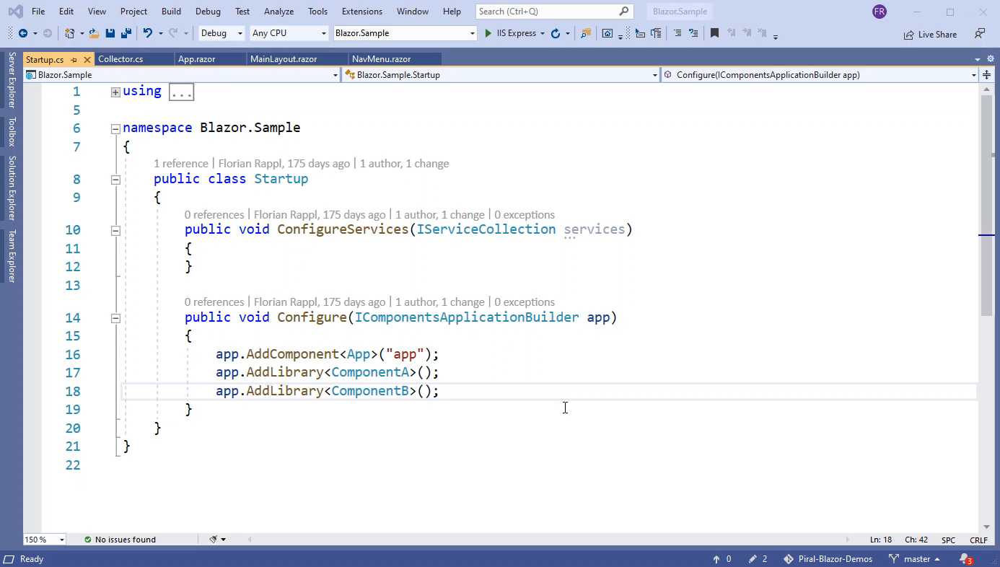 File Edit View Project Build Debug Test Analyze Tools Extensions Window Help Search (Ctrl+Q) Blazor.Sample FR
Debug Any CPU Blazor.Sample IIS Express Live Share
Startup.cs Collector.cs App.razor MainLayout.razor NavMenu.razor
Blazor.Sample Blazor.Sample.Startup Configure(IComponentsApplicationBuilder app)
Server Explorer
Toolbox
Solution Explorer
Team Explorer
1 using ...
5
6 namespace Blazor.Sample
7 {
1 reference | Florian Rappl, 175 days ago | 1 author, 1 change
8 public class Startup
9 {
0 references | Florian Rappl, 175 days ago | 1 author, 1 change | 0 exceptions
10 public void ConfigureServices(IServiceCollection services)
11 {
12 }
13
0 references | Florian Rappl, 175 days ago | 1 author, 1 change | 0 exceptions
14 public void Configure(IComponentsApplicationBuilder app)
15 {
16 app.AddComponent<App>("app");
17 app.AddLibrary<ComponentA>();
18 app.AddLibrary<ComponentB>();
19 }
20 }
21 }
22
150 % No issues found Ln: 18 Ch: 42 SPC CRLF
Ready 0 2 Piral-Blazor-Demos master 3